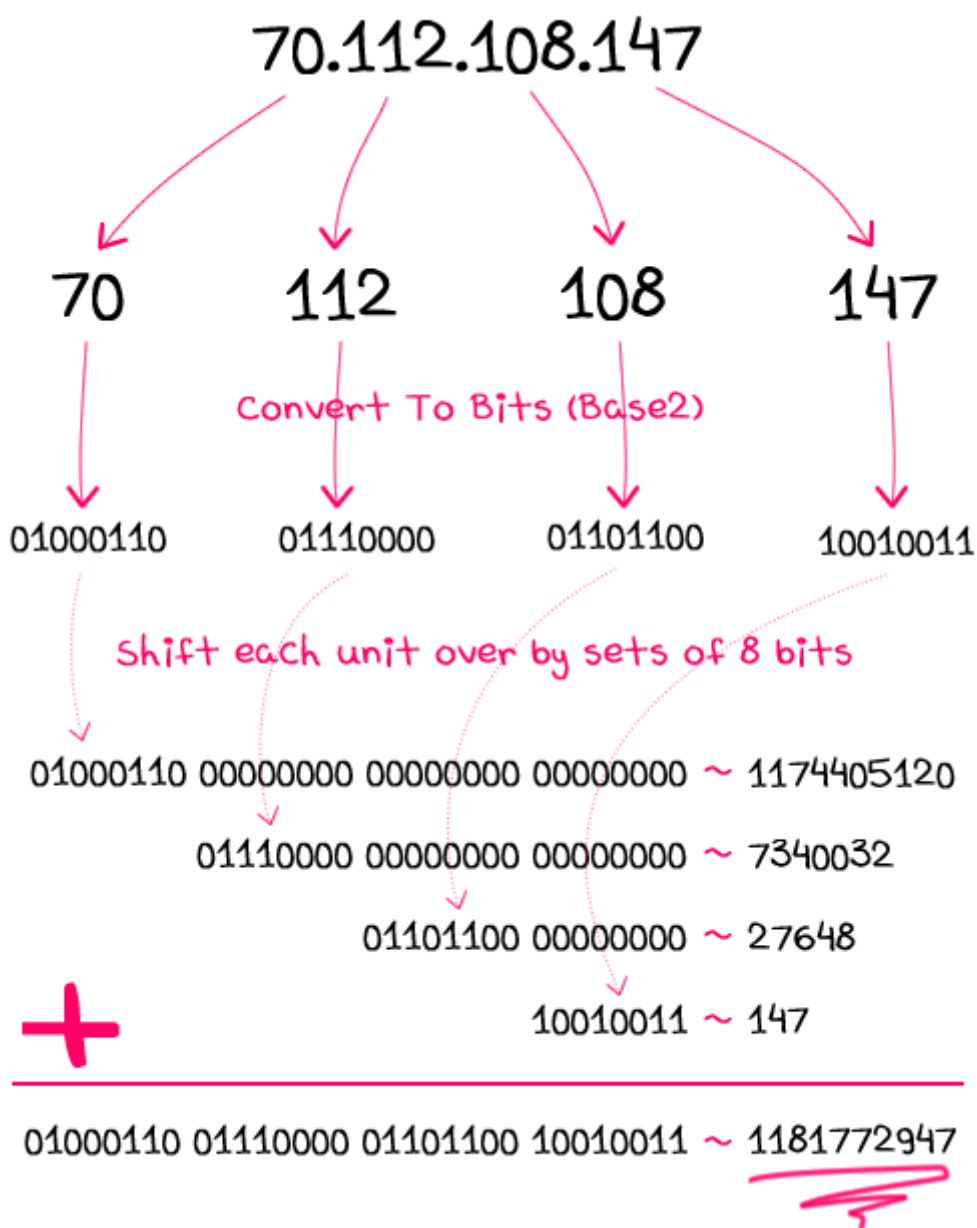 70.112.108.147
70 112 108 147
Convert To Bits (Base2)
01000110 01110000 01101100 10010011
Shift each unit over by sets of 8 bits
01000110 00000000 00000000 00000000 ~ 1174405120
01110000 00000000 00000000 ~ 7340032
01101100 00000000 ~ 27648
10010011 ~ 147
+
01000110 01110000 01101100 10010011 ~ 1181772947